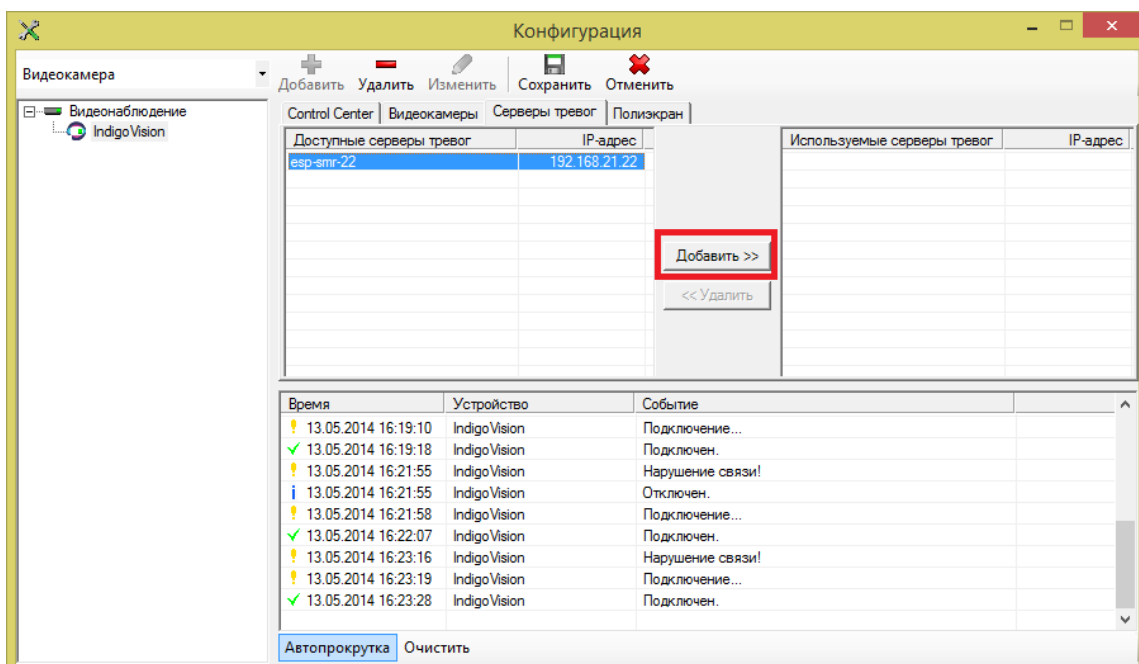 Конфигурация
Видеокамера
Добавить Удалить Изменить Сохранить Отменить
Видеонаблюдение
IndigoVision
Control Center Видеокамеры Серверы тревог Полиэкран
Доступные серверы тревог IP-адрес
esp-smr-22 192.168.21.22
Добавить >>
<< Удалить
Используемые серверы тревог IP-адрес
Время Устройство Событие
13.05.2014 16:19:10 IndigoVision Подключение...
13.05.2014 16:19:18 IndigoVision Подключен.
13.05.2014 16:21:55 IndigoVision Нарушение связи!
13.05.2014 16:21:55 IndigoVision Отключен.
13.05.2014 16:21:58 IndigoVision Подключение...
13.05.2014 16:22:07 IndigoVision Подключен.
13.05.2014 16:23:16 IndigoVision Нарушение связи!
13.05.2014 16:23:19 IndigoVision Подключение...
13.05.2014 16:23:28 IndigoVision Подключен.
Автопрокрутка Очистить